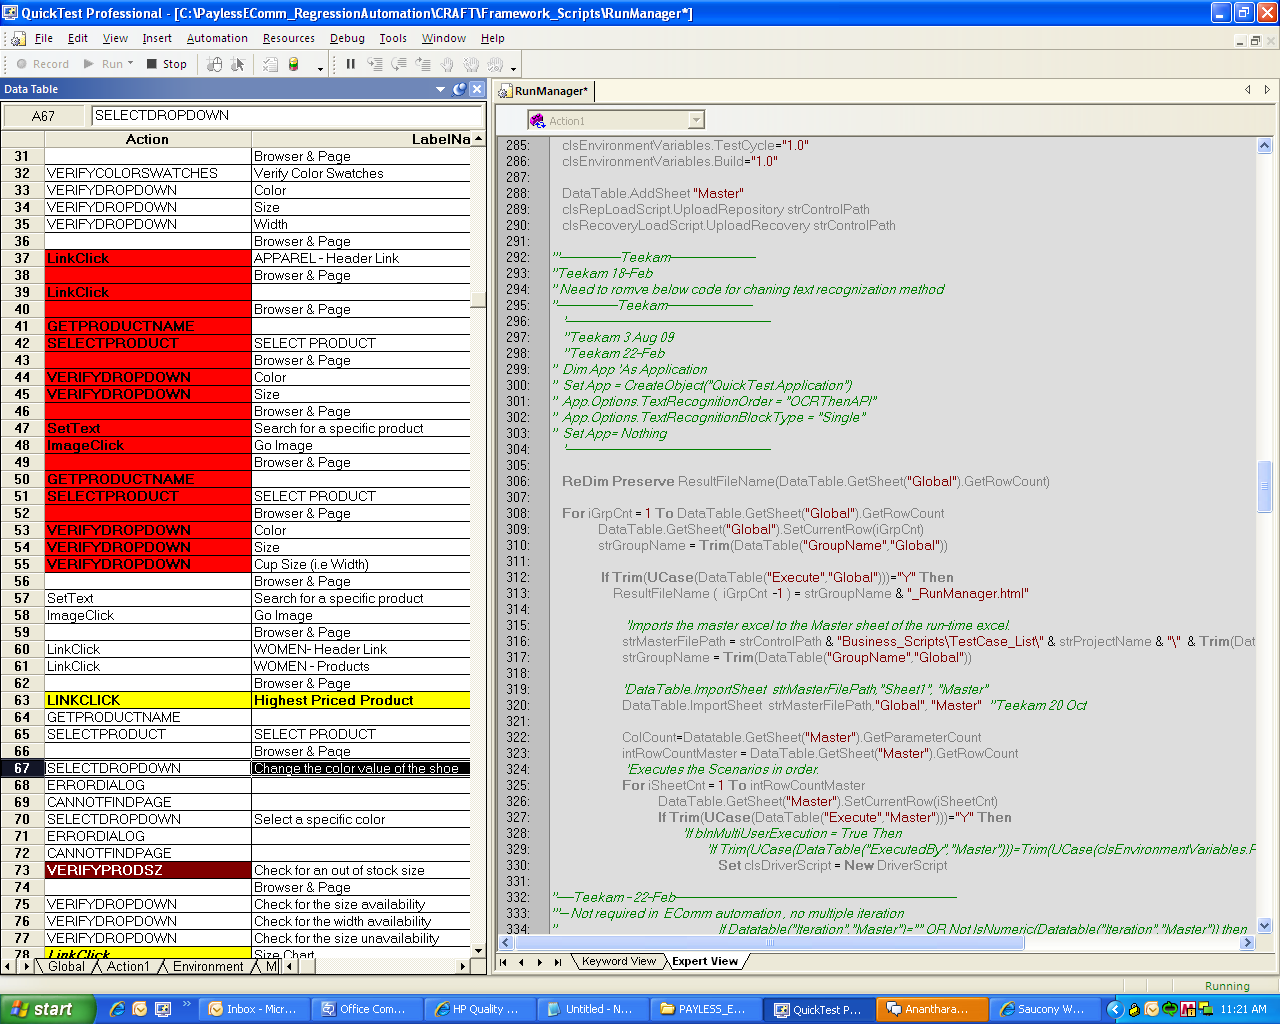 QuickTest Professional - [C:\PaylessEComm_RegressionAutomation\CRAFT\Framework_Scripts\RunManager*]
File Edit View Insert Automation Resources Debug Tools Window Help
Record Run Stop
Data Table
A67 SELECTDROPDOWN
Action LabelNa
31 Browser & Page
32 VERIFYCOLORSWATCHES Verify Color Swatches
33 VERIFYDROPDOWN Color
34 VERIFYDROPDOWN Size
35 VERIFYDROPDOWN Width
36 Browser & Page
37 LinkClick APPAREL - Header Link
38 Browser & Page
39 LinkClick
40 Browser & Page
41 GETPRODUCTNAME
42 SELECTPRODUCT SELECT PRODUCT
43 Browser & Page
44 VERIFYDROPDOWN Color
45 VERIFYDROPDOWN Size
46 Browser & Page
47 SetText Search for a specific product
48 ImageClick Go Image
49 Browser & Page
50 GETPRODUCTNAME
51 SELECTPRODUCT SELECT PRODUCT
52 Browser & Page
53 VERIFYDROPDOWN Color
54 VERIFYDROPDOWN Size
55 VERIFYDROPDOWN Cup Size (i.e Width)
56 Browser & Page
57 SetText Search for a specific product
58 ImageClick Go Image
59 Browser & Page
60 LinkClick WOMEN- Header Link
61 LinkClick WOMEN - Products
62 Browser & Page
63 LINKCLICK Highest Priced Product
64 GETPRODUCTNAME
65 SELECTPRODUCT SELECT PRODUCT
66 Browser & Page
67 SELECTDROPDOWN Change the color value of the shoe
68 ERRORDIALOG
69 CANNOTFINDPAGE
70 SELECTDROPDOWN Select a specific color
71 ERRORDIALOG
72 CANNOTFINDPAGE
73 VERIFYPRODSZ Check for an out of stock size
74 Browser & Page
75 VERIFYDROPDOWN Check for the size availability
76 VERIFYDROPDOWN Check for the width availability
77 VERIFYDROPDOWN Check for the size unavailability
78 LinkClick Size Chart
Global Action1 Environment M
RunManager*
Action1
285: clsEnvironmentVariables.TestCycle="1.0"
286: clsEnvironmentVariables.Build="1.0"
287:
288: DataTable.AddSheet "Master"
289: clsRepLoadScript.UploadRepository strControlPath
290: clsRecoveryLoadScript.UploadRecovery strControlPath
291:
292: '''----------------Teekam----------------------
293: ''Teekam 18-Feb
294: '' Need to romve below code for chaning text recognization method
295: ''----------------Teekam----------------------
296: '------------------------------------------------
297: ''Teekam 3 Aug 09
298: ''Teekam 22-Feb
299: '' Dim App 'As Application
300: '' Set App = CreateObject("QuickTest.Application")
301: '' App.Options.TextRecognitionOrder = "OCRThenAPI"
302: '' App.Options.TextRecognitionBlockType = "Single"
303: '' Set App= Nothing
304: '------------------------------------------------
305:
306: ReDim Preserve ResultFileName(DataTable.GetSheet("Global").GetRowCount)
307:
308: For iGrpCnt = 1 To DataTable.GetSheet("Global").GetRowCount
309: DataTable.GetSheet("Global").SetCurrentRow(iGrpCnt)
310: strGroupName = Trim(DataTable("GroupName","Global"))
311:
312: If Trim(UCase(DataTable("Execute","Global")))="Y" Then
313: ResultFileName ( iGrpCnt -1 ) = strGroupName & "_RunManager.html"
314:
315: 'Imports the master excel to the Master sheet of the run-time excel.
316: strMasterFilePath = strControlPath & "Business_Scripts\TestCase_List\" & strProjectName & "\" & Trim(Dat
317: strGroupName = Trim(DataTable("GroupName","Global"))
318:
319: 'DataTable.ImportSheet strMasterFilePath,"Sheet1", "Master"
320: DataTable.ImportSheet strMasterFilePath,"Global", "Master" ''Teekam 20 Oct
321:
322: ColCount=Datatable.GetSheet("Master").GetParameterCount
323: intRowCountMaster = DataTable.GetSheet("Master").GetRowCount
324: 'Executes the Scenarios in order.
325: For iSheetCnt = 1 To intRowCountMaster
326: DataTable.GetSheet("Master").SetCurrentRow(iSheetCnt)
327: If Trim(UCase(DataTable("Execute","Master")))="Y" Then
328: 'If blnMultiUserExecution = True Then
329: 'If Trim(UCase(DataTable("ExecutedBy","Master")))=Trim(UCase(clsEnvironmentVariables.F
330: Set clsDriverScript = New DriverScript
331:
332: ''----Teekam - 22-Feb------------------------------------------------
333: '''--- Not required in EComm automation , no multiple iteration
334: '' If Datatable("Iteration","Master")="" OR Not IsNumeric(Datatable("Iteration","Master")) then
Keyword View Expert View
Running
start Inbox - Micr... Office Com... HP Quality ... Untitled - N... PAYLESS_E... QuickTest P... Ananthara... Saucony W... 11:21 AM